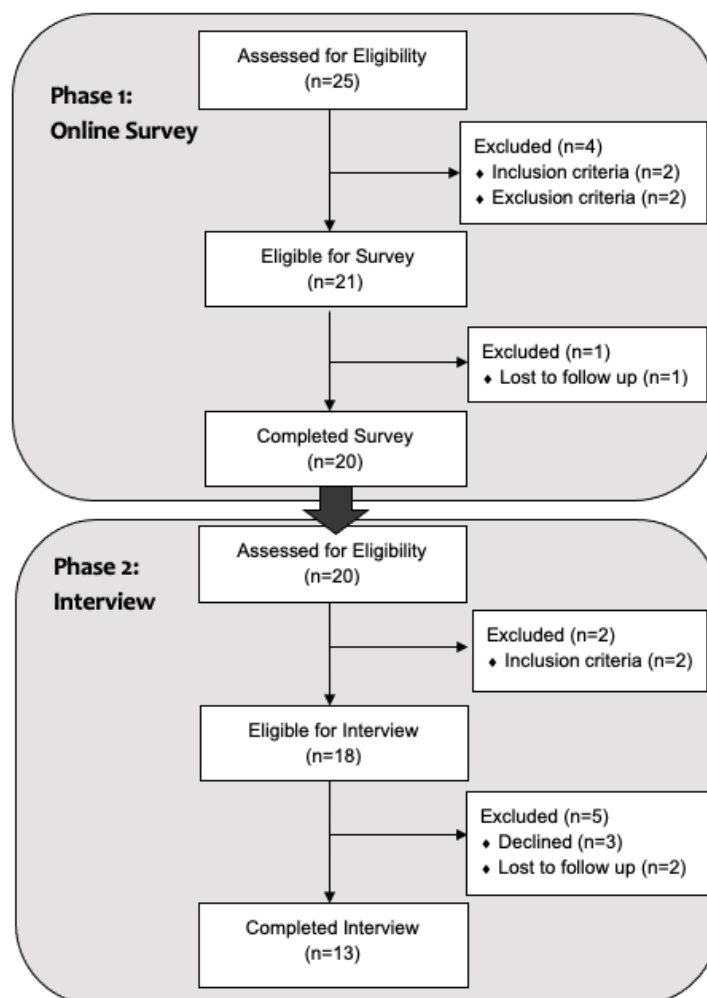 Assessed for Eligibility
(n=25)
Phase 1:
Online Survey
Excluded (n=4)
♦ Inclusion criteria (n=2)
♦ Exclusion criteria (n=2)
Eligible for Survey
(n=21)
Excluded (n=1)
♦ Lost to follow up (n=1)
Completed Survey
(n=20)
Assessed for Eligibility
(n=20)
Phase 2:
Interview
Excluded (n=2)
♦ Inclusion criteria (n=2)
Eligible for Interview
(n=18)
Excluded (n=5)
♦ Declined (n=3)
♦ Lost to follow up (n=2)
Completed Interview
(n=13)